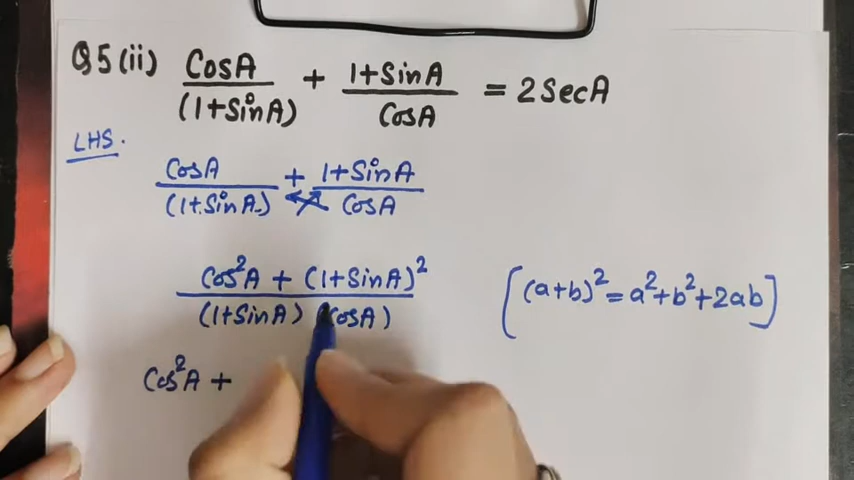 Q5(ii) CosA/(1+SinA) + 1+SinA/CosA = 2SecA
LHS.
CosA/(1+SinA) + 1+SinA/CosA
Cos²A + (1+SinA)²/(1+SinA) (CosA)
[(a+b)² = a²+b²+2ab]
Cos²A +